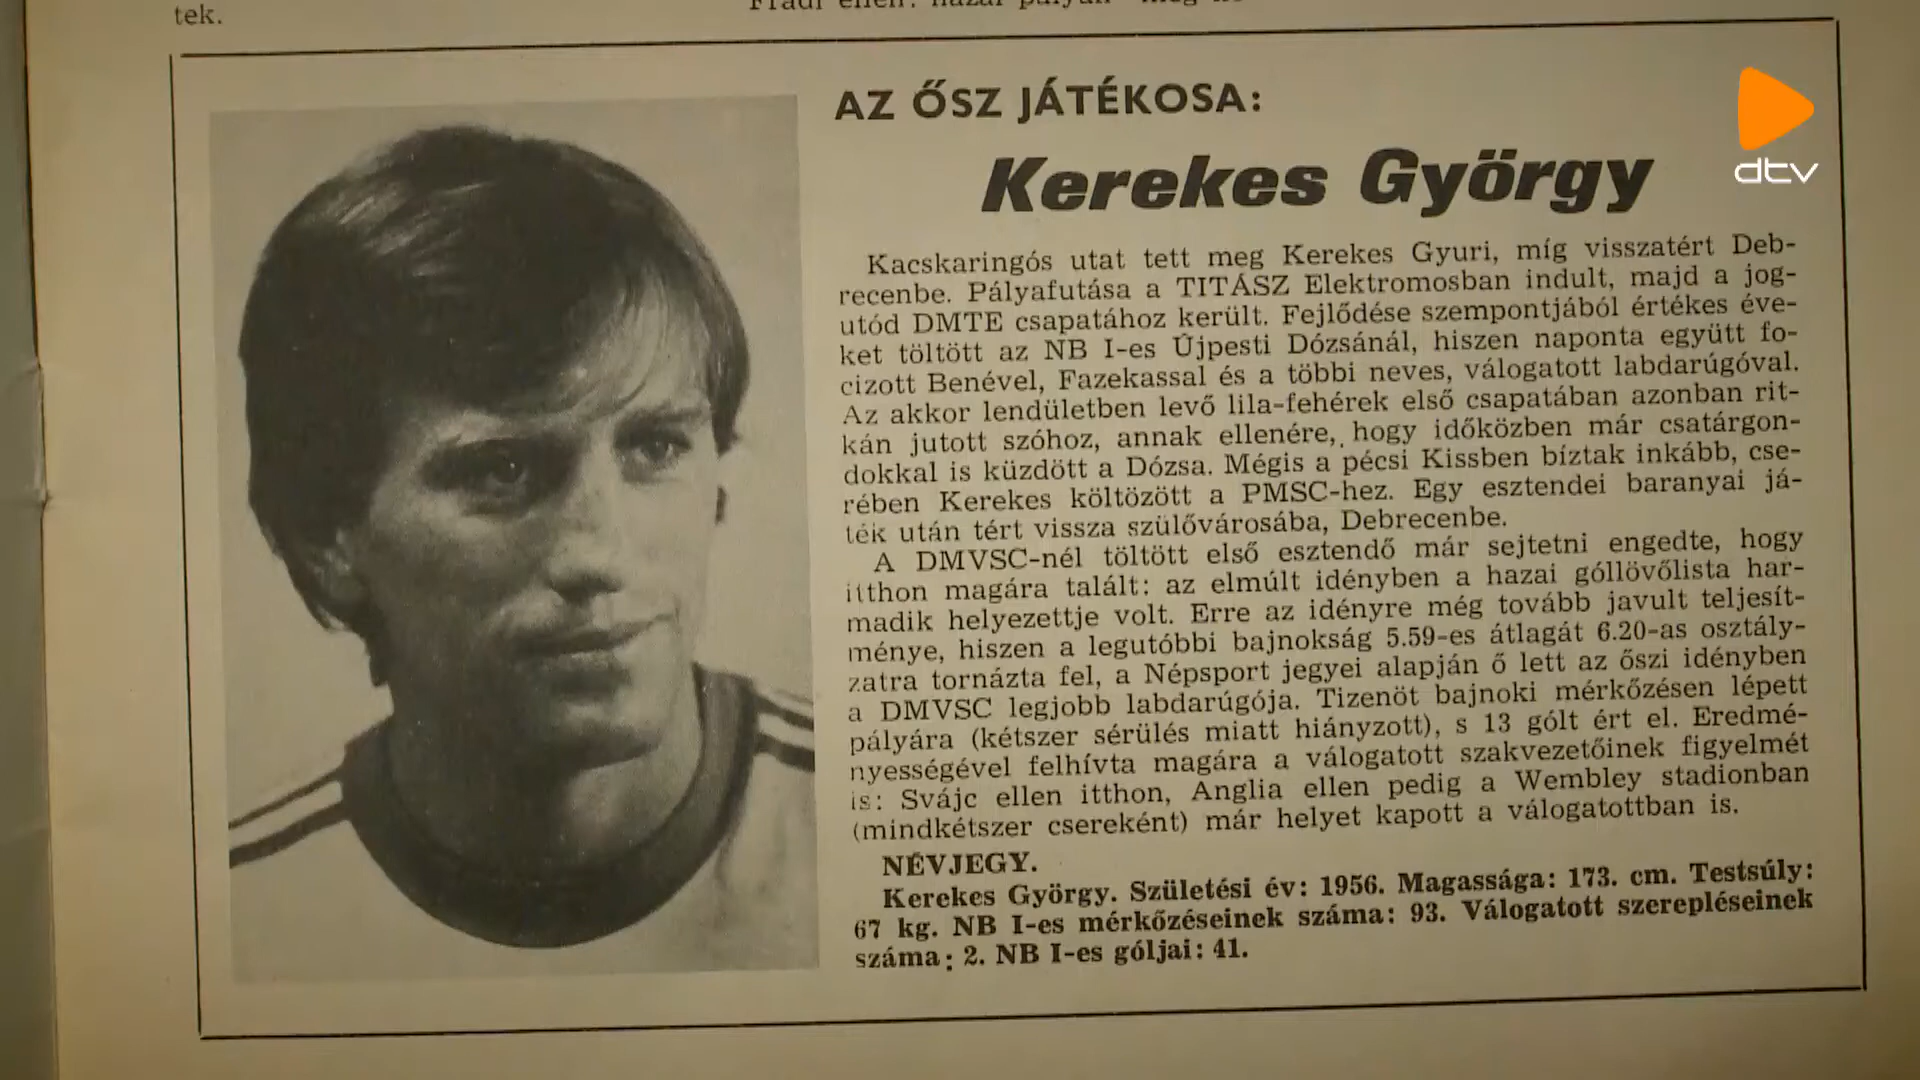 tek.
AZ ŐSZ JÁTÉKOSA:
Kerekes György
dtv
Kacskaringós utat tett meg Kerekes Gyuri, míg visszatért Deb-
recenbe. Pályafutása a TITÁSZ Elektromosban indult, majd a jog-
utód DMTE csapatához került. Fejlődése szempontjából értékes éve-
ket töltött az NB I-es Újpesti Dózsánál, hiszen naponta együtt fo-
cizott Benével, Fazekassal és a többi neves, válogatott labdarúgóval.
Az akkor lendületben levő lila-fehérek első csapatában azonban rit-
kán jutott szóhoz, annak ellenére, hogy időközben már csatárgon-
dokkal is küzdött a Dózsa. Mégis a pécsi Kissben bíztak inkább, cse-
rében Kerekes költözött a PMSC-hez. Egy esztendei baranyai já-
ték után tért vissza szülővárosába, Debrecenbe.
A DMVSC-nél töltött első esztendő már sejtetni engedte, hogy
itthon magára talált: az elmúlt idényben a hazai góllövőlista har-
madik helyezettje volt. Erre az idényre még tovább javult teljesít-
ménye, hiszen a legutóbbi bajnokság 5.59-es átlagát 6.20-as osztály-
zatra tornázta fel, a Népsport jegyei alapján ő lett az őszi idényben
a DMVSC legjobb labdarúgója. Tizenöt bajnoki mérkőzésen lépett
pályára (kétszer sérülés miatt hiányzott), s 13 gólt ért el. Eredmé-
nyességével felhívta magára a válogatott szakvezetőinek figyelmét
is: Svájc ellen itthon, Anglia ellen pedig a Wembley stadionban
(mindkétszer csereként) már helyet kapott a válogatottban is.
NÉVJEGY.
Kerekes György. Születési év: 1956. Magassága: 173. cm. Testsúly:
67 kg. NB I-es mérkőzéseinek száma: 93. Válogatott szerepléseinek
száma: 2. NB I-es góljai: 41.